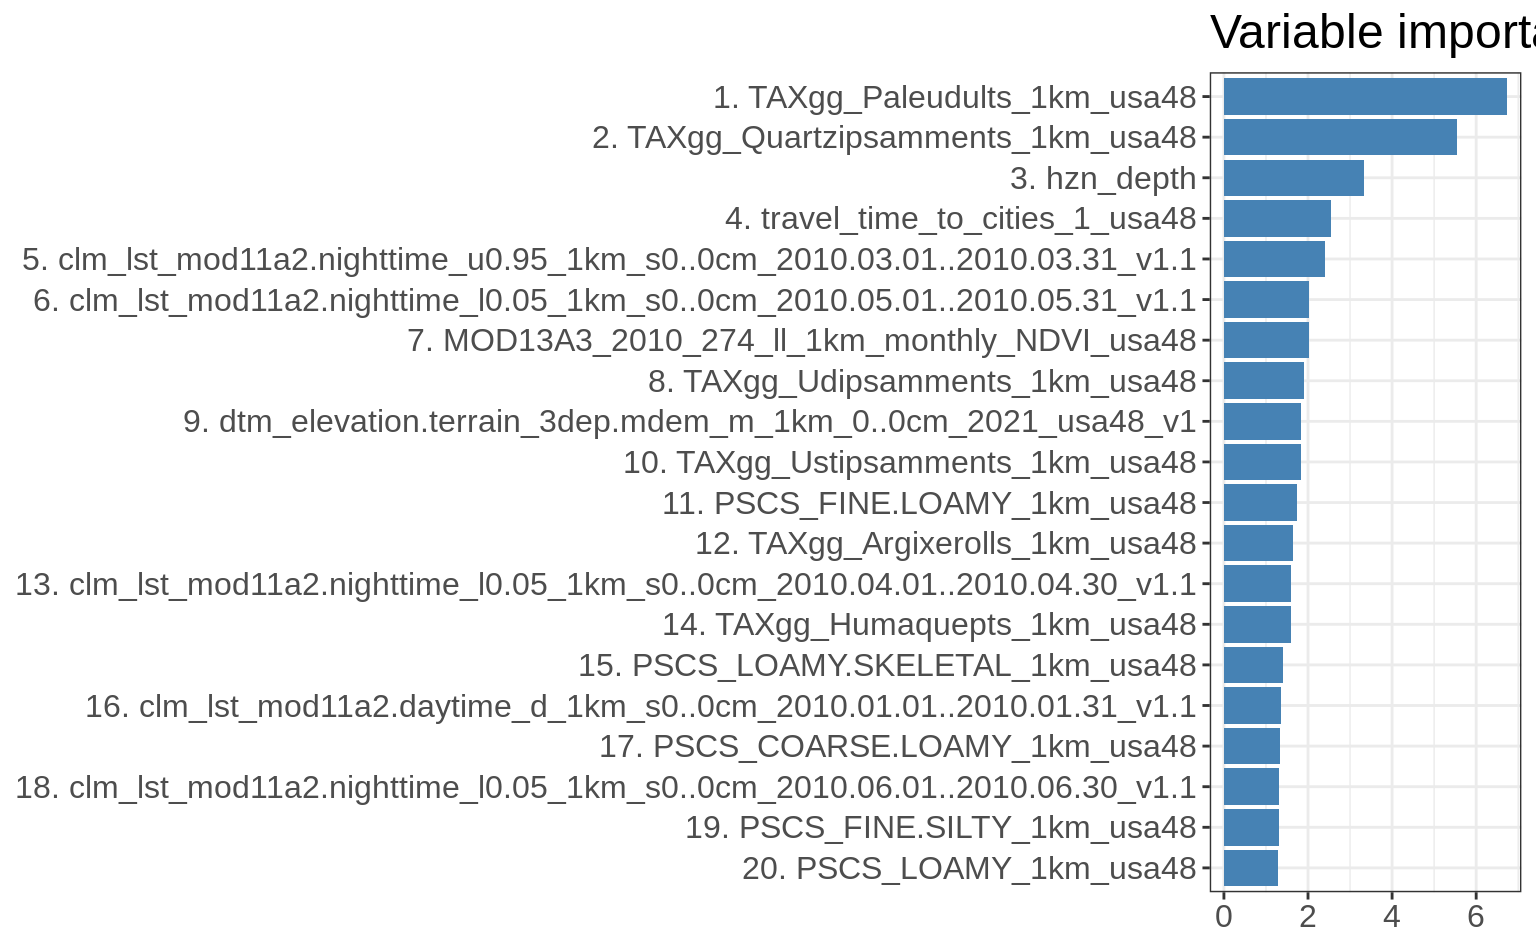 Variable importa
1. TAXgg_Paleudults_1km_usa48
2. TAXgg_Quartzipsamments_1km_usa48
3. hzn_depth
4. travel_time_to_cities_1_usa48
5. clm_lst_mod11a2.nighttime_u0.95_1km_s0..0cm_2010.03.01..2010.03.31_v1.1
6. clm_lst_mod11a2.nighttime_l0.05_1km_s0..0cm_2010.05.01..2010.05.31_v1.1
7. MOD13A3_2010_274_ll_1km_monthly_NDVI_usa48
8. TAXgg_Udipsamments_1km_usa48
9. dtm_elevation.terrain_3dep.mdem_m_1km_0..0cm_2021_usa48_v1
10. TAXgg_Ustipsamments_1km_usa48
11. PSCS_FINE.LOAMY_1km_usa48
12. TAXgg_Argixerolls_1km_usa48
13. clm_lst_mod11a2.nighttime_l0.05_1km_s0..0cm_2010.04.01..2010.04.30_v1.1
14. TAXgg_Humaquepts_1km_usa48
15. PSCS_LOAMY.SKELETAL_1km_usa48
16. clm_lst_mod11a2.daytime_d_1km_s0..0cm_2010.01.01..2010.01.31_v1.1
17. PSCS_COARSE.LOAMY_1km_usa48
18. clm_lst_mod11a2.nighttime_l0.05_1km_s0..0cm_2010.06.01..2010.06.30_v1.1
19. PSCS_FINE.SILTY_1km_usa48
20. PSCS_LOAMY_1km_usa48
0 2 4 6